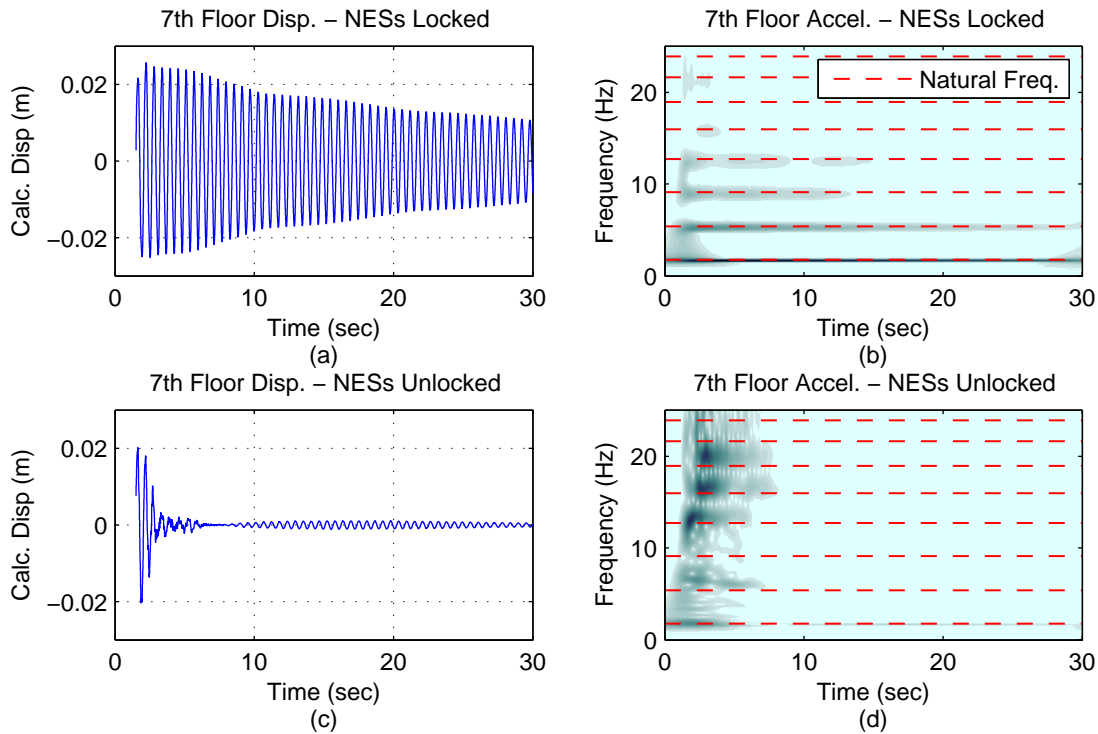 7th Floor Disp. – NESs Locked
Calc. Disp (m)
0.02
0
−0.02
0 10 20 30
Time (sec)
(a)
7th Floor Accel. – NESs Locked
Natural Freq.
Frequency (Hz)
20
10
0
0 10 20 30
Time (sec)
(b)
7th Floor Disp. – NESs Unlocked
Calc. Disp (m)
0.02
0
−0.02
0 10 20 30
Time (sec)
(c)
7th Floor Accel. – NESs Unlocked
Frequency (Hz)
20
10
0
0 10 20 30
Time (sec)
(d)